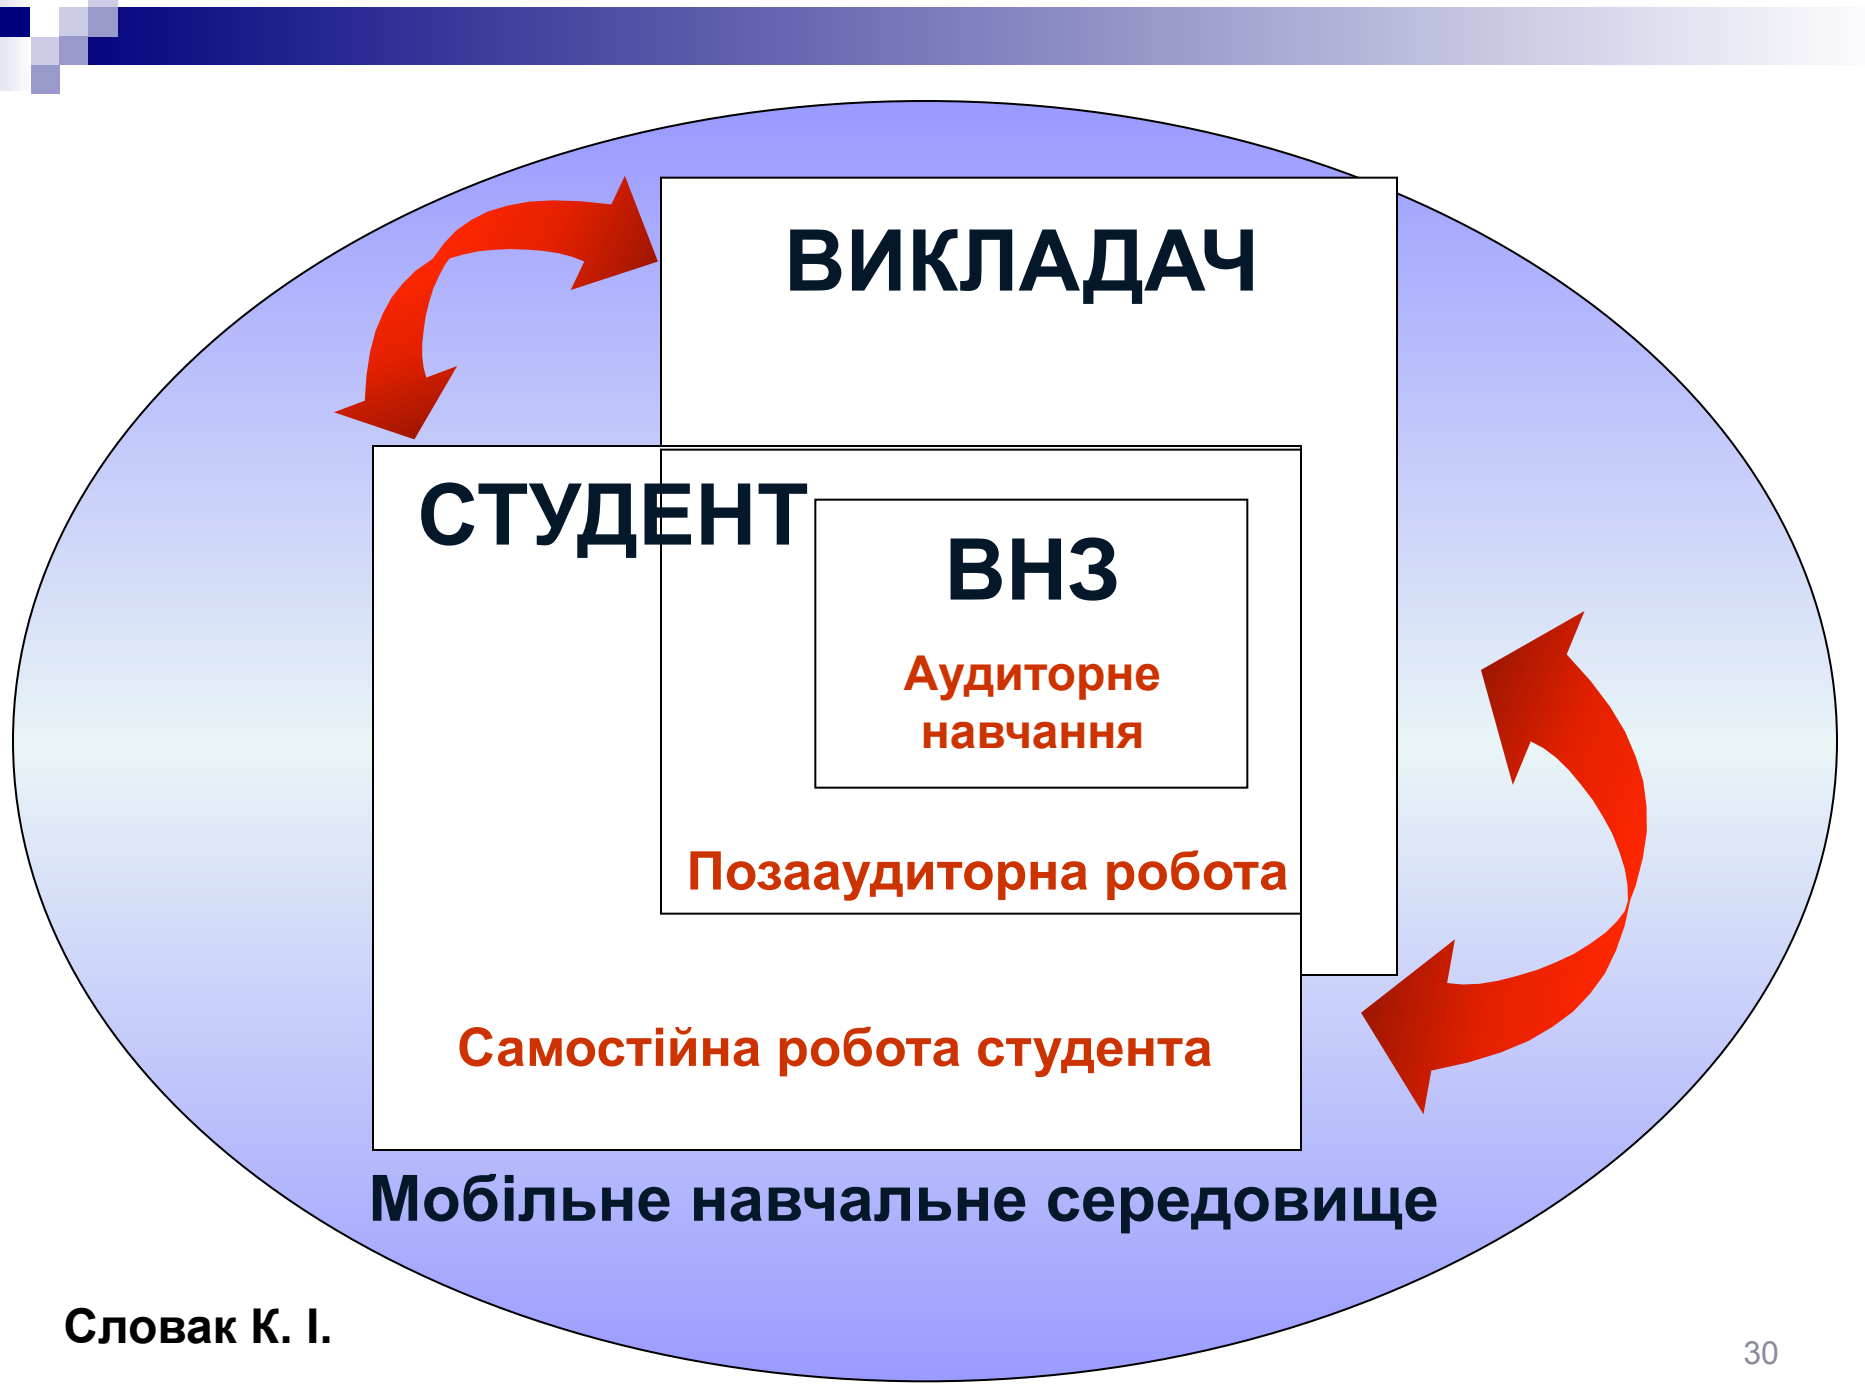 ВИКЛАДАЧ
СТУДЕНТ
ВНЗ
Аудиторне
навчання
Позааудиторна робота
Самостійна робота студента
Мобільне навчальне середовище
Словак К. І.
30